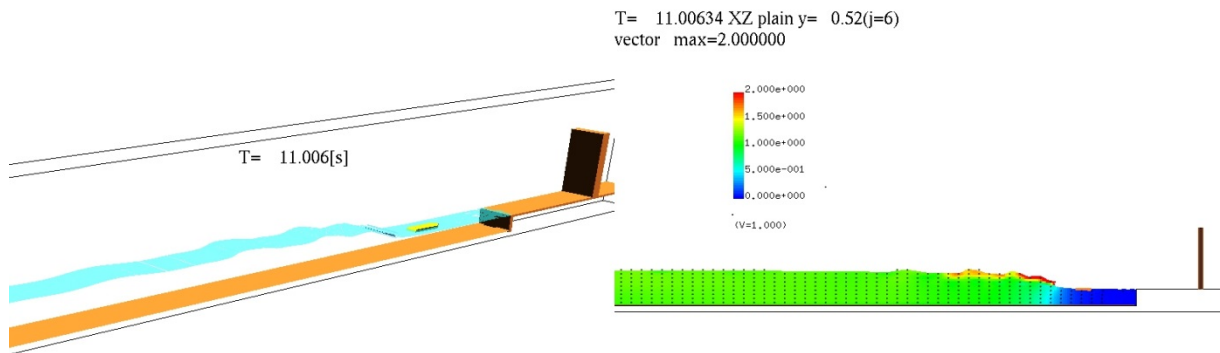 T= 11.006[s]
T= 11.00634 XZ plain y= 0.52(j=6)
vector max=2.000000
2.000e+000
1.500e+000
1.000e+000
5.000e-001
0.000e+000
(V=1.000)